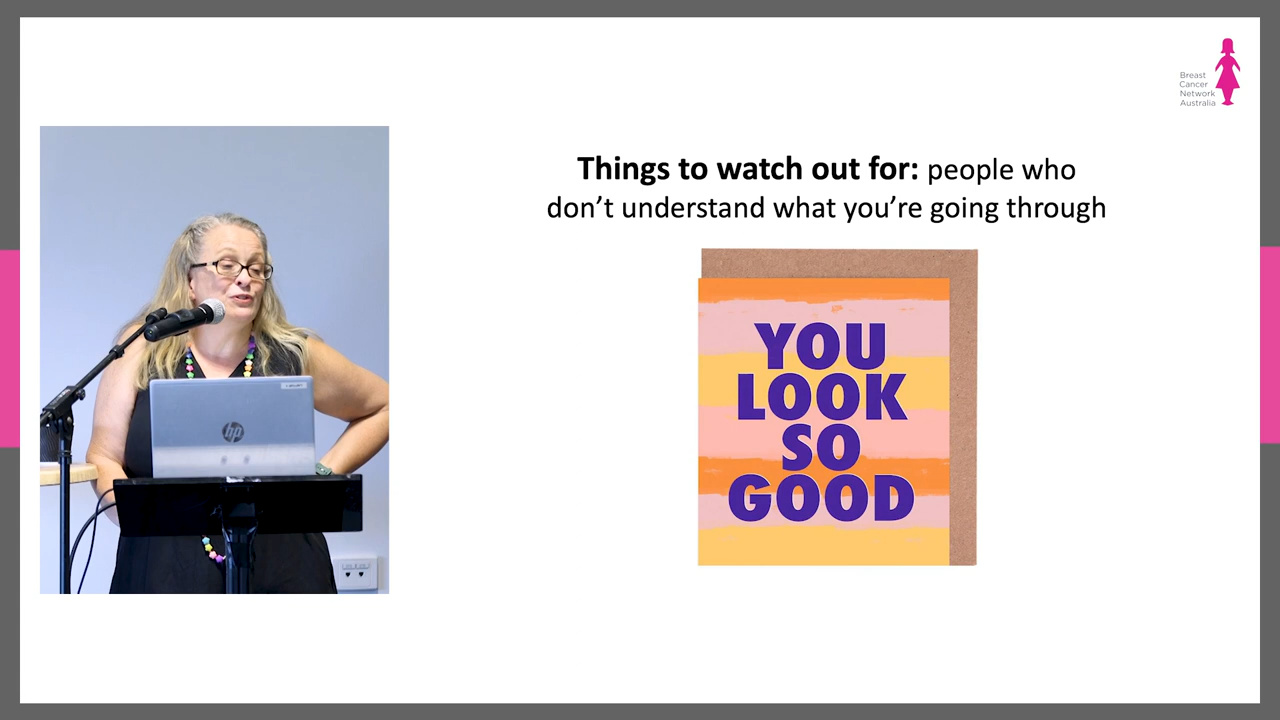 Breast
Cancer
Network
Australia
Things to watch out for: people who
don’t understand what you’re going through
YOU
LOOK
SO
GOOD
hp